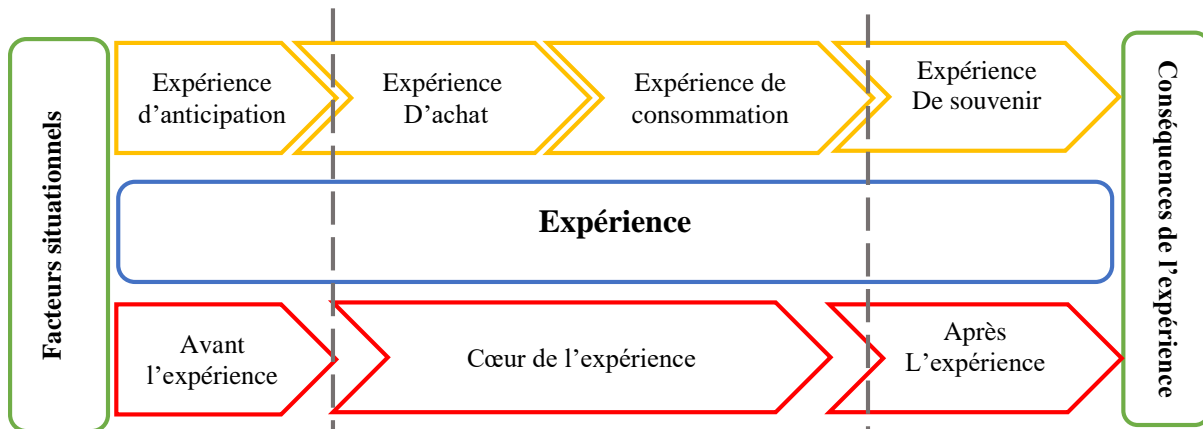 Facteurs situationnels
Expérience
d’anticipation
Expérience
D’achat
Expérience de
consommation
Expérience
De souvenir
Expérience
Avant
l’expérience
Cœur de l’expérience
Après
L’expérience
Conséquences de l’expérience